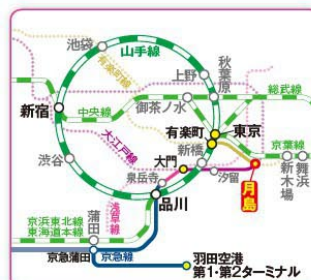 池袋
山手線
有楽町線
上野
秋葉原
総武線
御茶ノ水
新宿
中央線
有楽町
東京
大江戸線
新橋
京葉線
渋谷
大門
泉岳寺
汐留
月島
新木場
舞浜
品川
浅草線
京浜東北線
東海道本線
蒲田
京急蒲田
京急線
羽田空港
第1・第2ターミナル